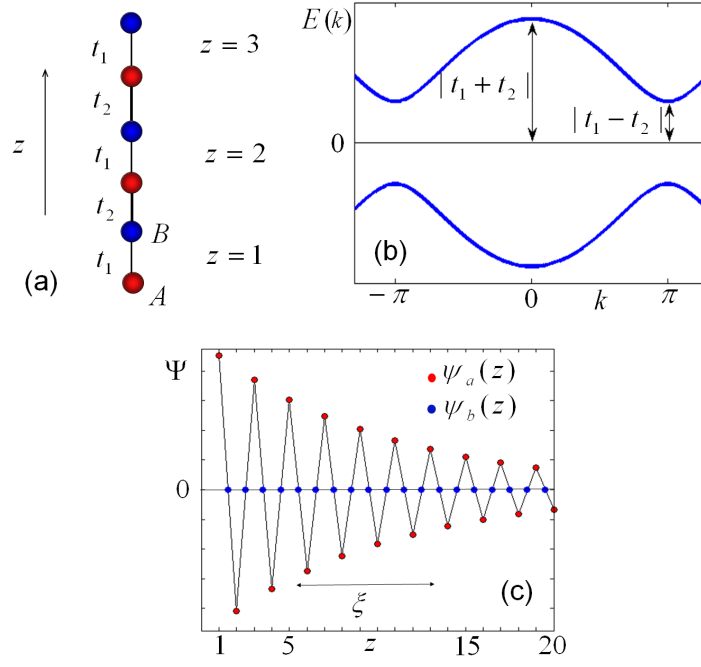 t₁
z = 3
t₂
z
t₁
z = 2
t₂
B
t₁
z = 1
(a)
A
E(k)
| t₁ + t₂ |
| t₁ − t₂ |
0
(b)
− π
0
k
π
Ψ
ψₐ(z)
ψ_b(z)
0
ξ
(c)
1
5
z
15
20